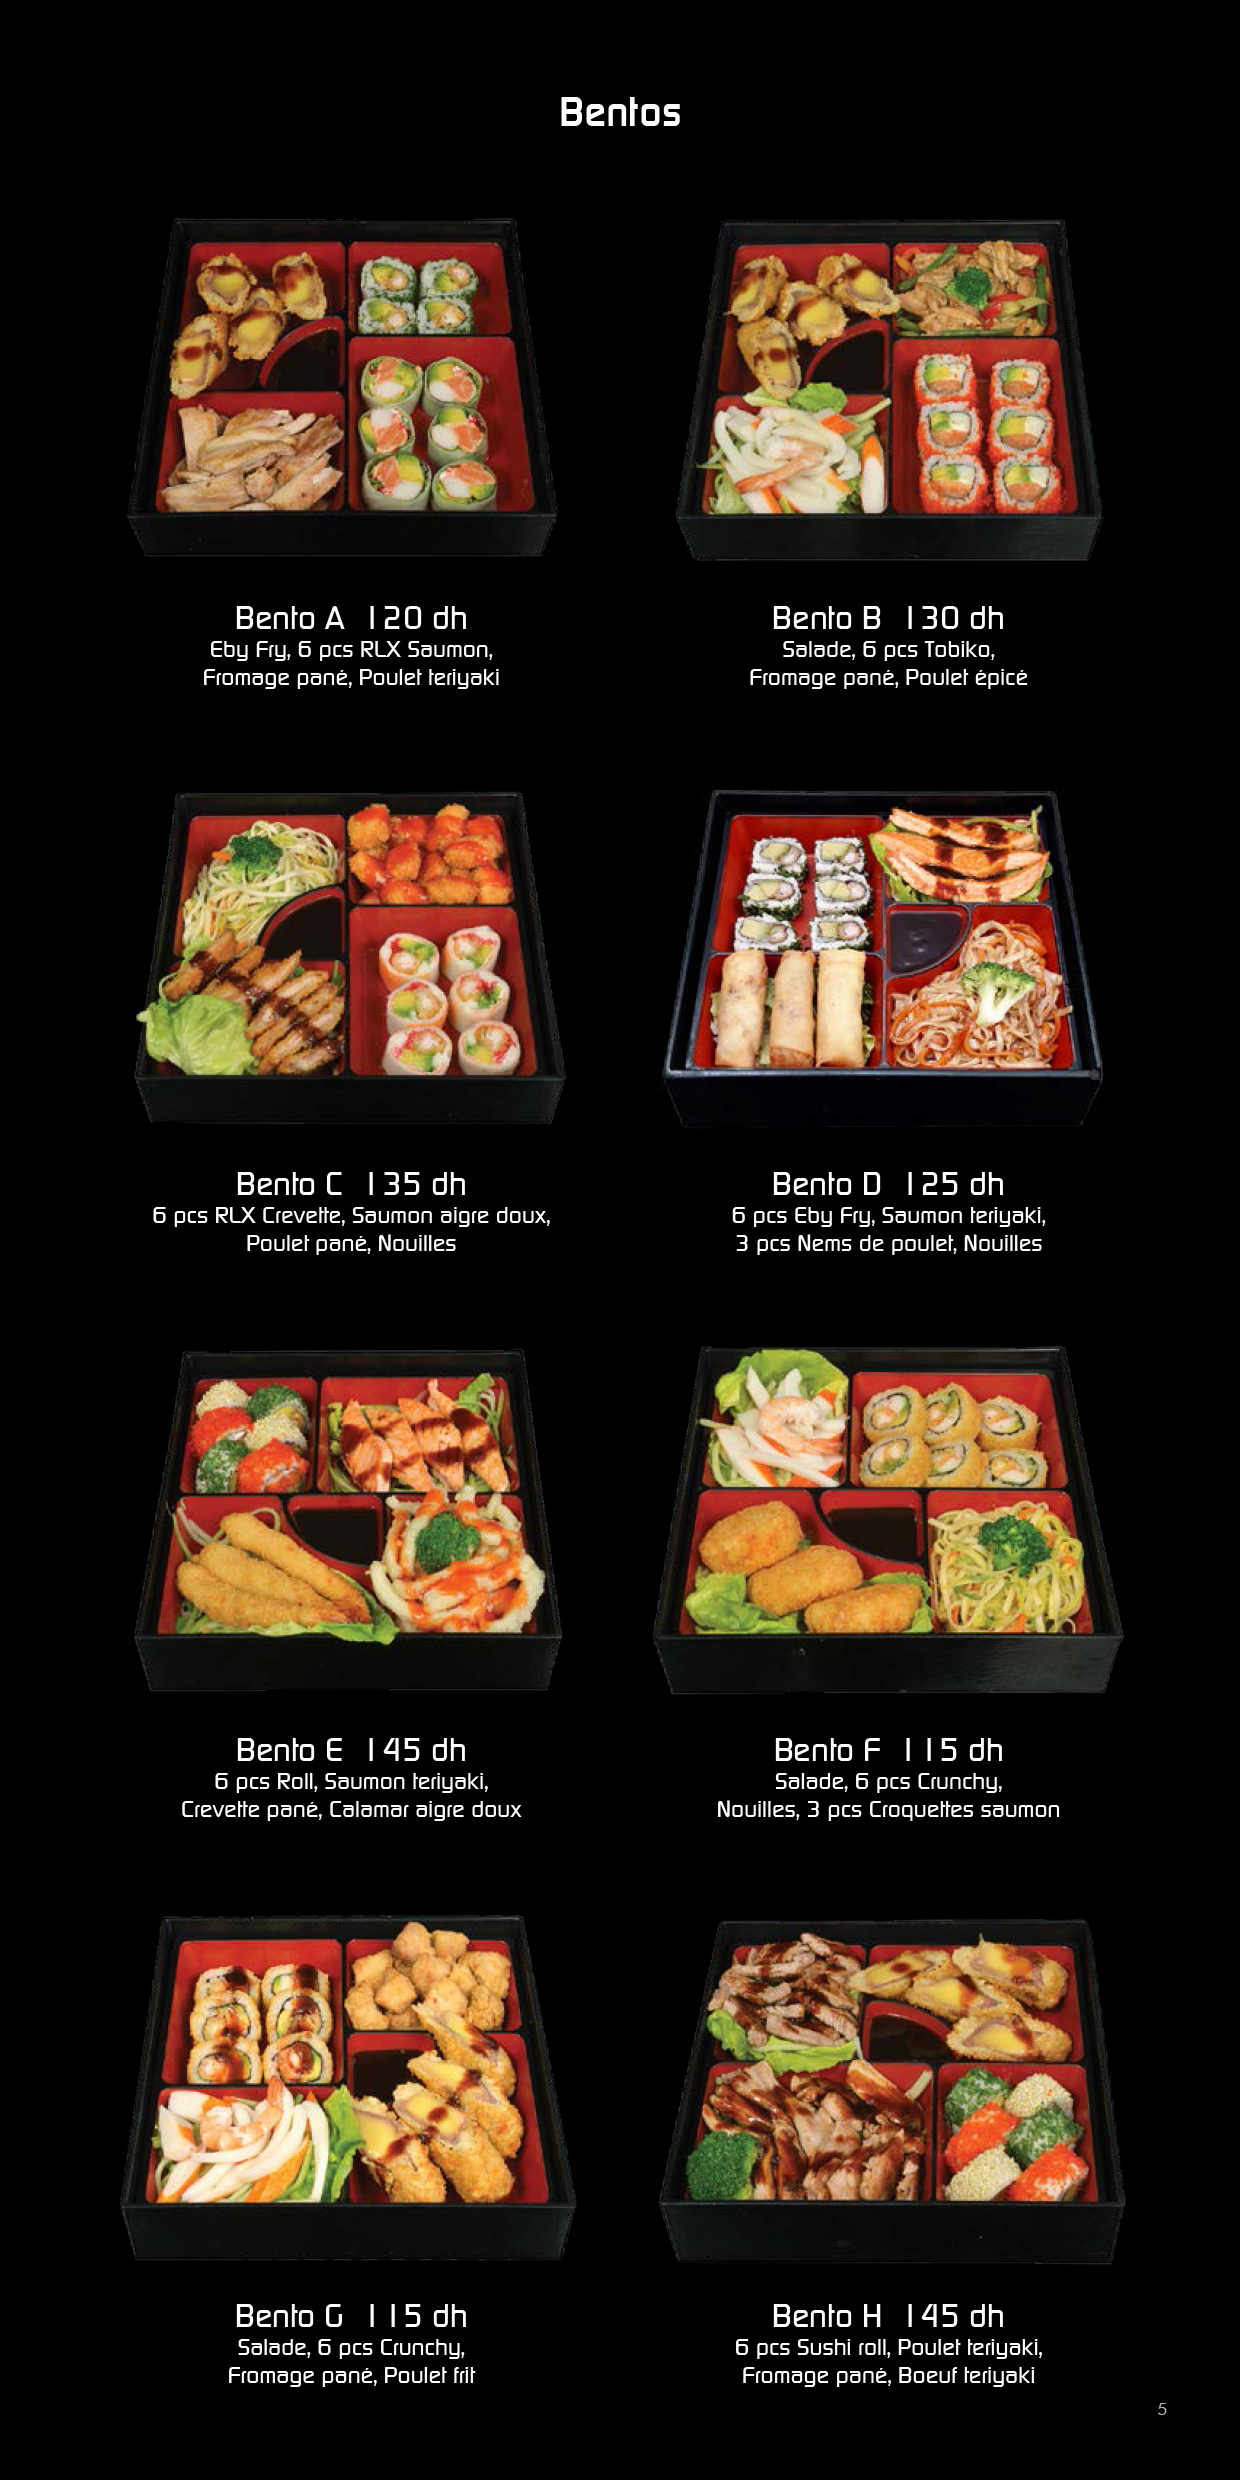 Bentos
Bento A 120 dh
Eby Fry, 6 pcs RLX Saumon,
Fromage pané, Poulet teriyaki
Bento B 130 dh
Salade, 6 pcs Tobiko,
Fromage pané, Poulet épicé
Bento C 135 dh
6 pcs RLX Crevette, Saumon aigre doux,
Poulet pané, Nouilles
Bento D 125 dh
6 pcs Eby Fry, Saumon teriyaki,
3 pcs Nems de poulet, Nouilles
Bento E 145 dh
6 pcs Roll, Saumon teriyaki,
Crevette pané, Calamar aigre doux
Bento F 115 dh
Salade, 6 pcs Crunchy,
Nouilles, 3 pcs Croquettes saumon
Bento G 115 dh
Salade, 6 pcs Crunchy,
Fromage pané, Poulet frit
Bento H 145 dh
6 pcs Sushi roll, Poulet teriyaki,
Fromage pané, Boeuf teriyaki
5